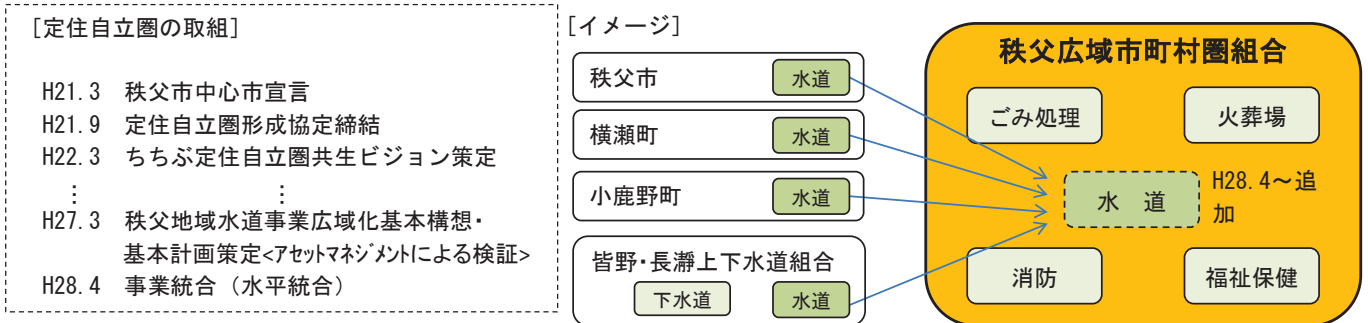 [定住自立圏の取組]
H21.3 秩父市中心市宣言
H21.9 定住自立圏形成協定締結
H22.3 ちちぶ定住自立圏共生ビジョン策定
⋮ ⋮
H27.3 秩父地域水道事業広域化基本構想・
基本計画策定<ｱｾｯﾄﾏﾈｼﾞﾒﾝﾄによる検証>
H28.4 事業統合（水平統合）
[イメージ]
秩父市 水道
横瀬町 水道
小鹿野町 水道
皆野・長瀞上下水道組合
下水道 水道
秩父広域市町村圏組合
ごみ処理 火葬場
水 道
H28.4～追
加
消防 福祉保健